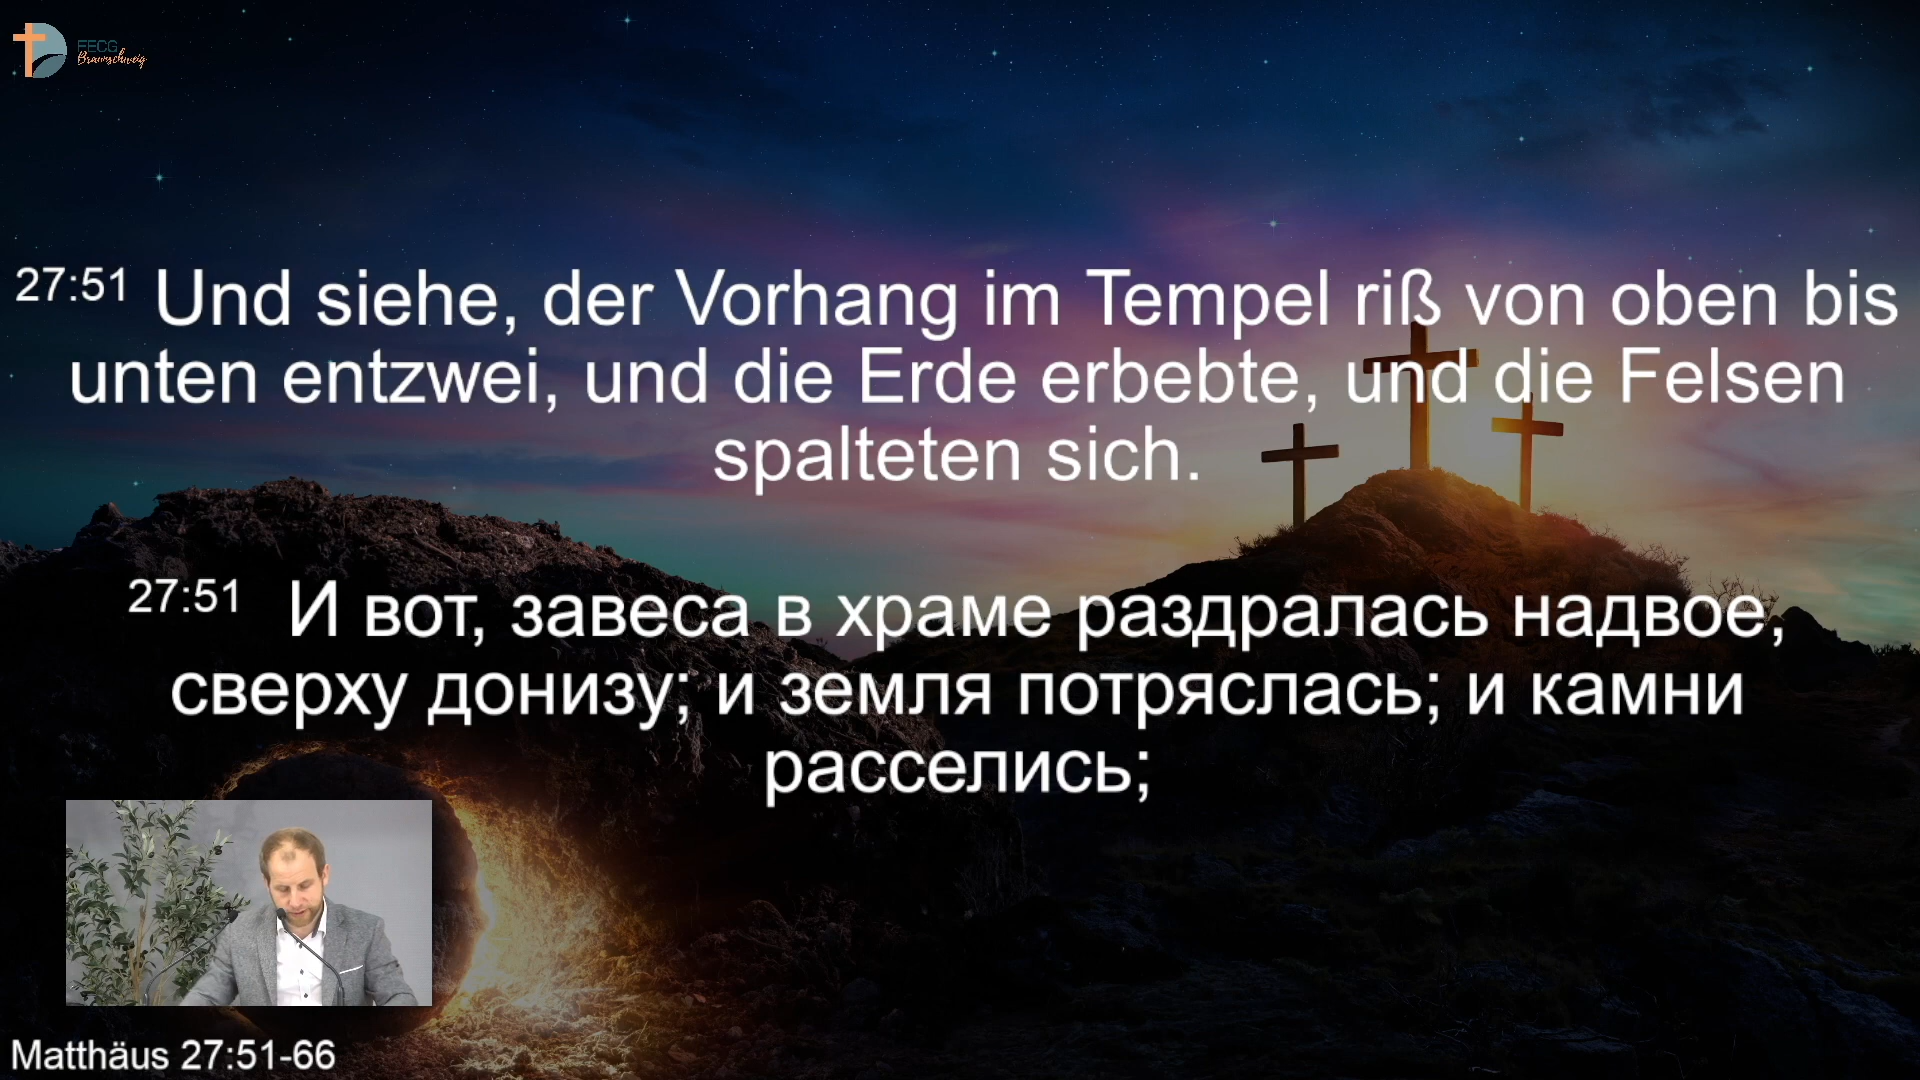 FECG
Braunschweig
27:51 Und siehe, der Vorhang im Tempel riß von oben bis
unten entzwei, und die Erde erbebte, und die Felsen
spalteten sich.
27:51 И вот, завеса в храме раздралась надвое,
сверху донизу; и земля потряслась; и камни
расселись;
Matthäus 27:51-66